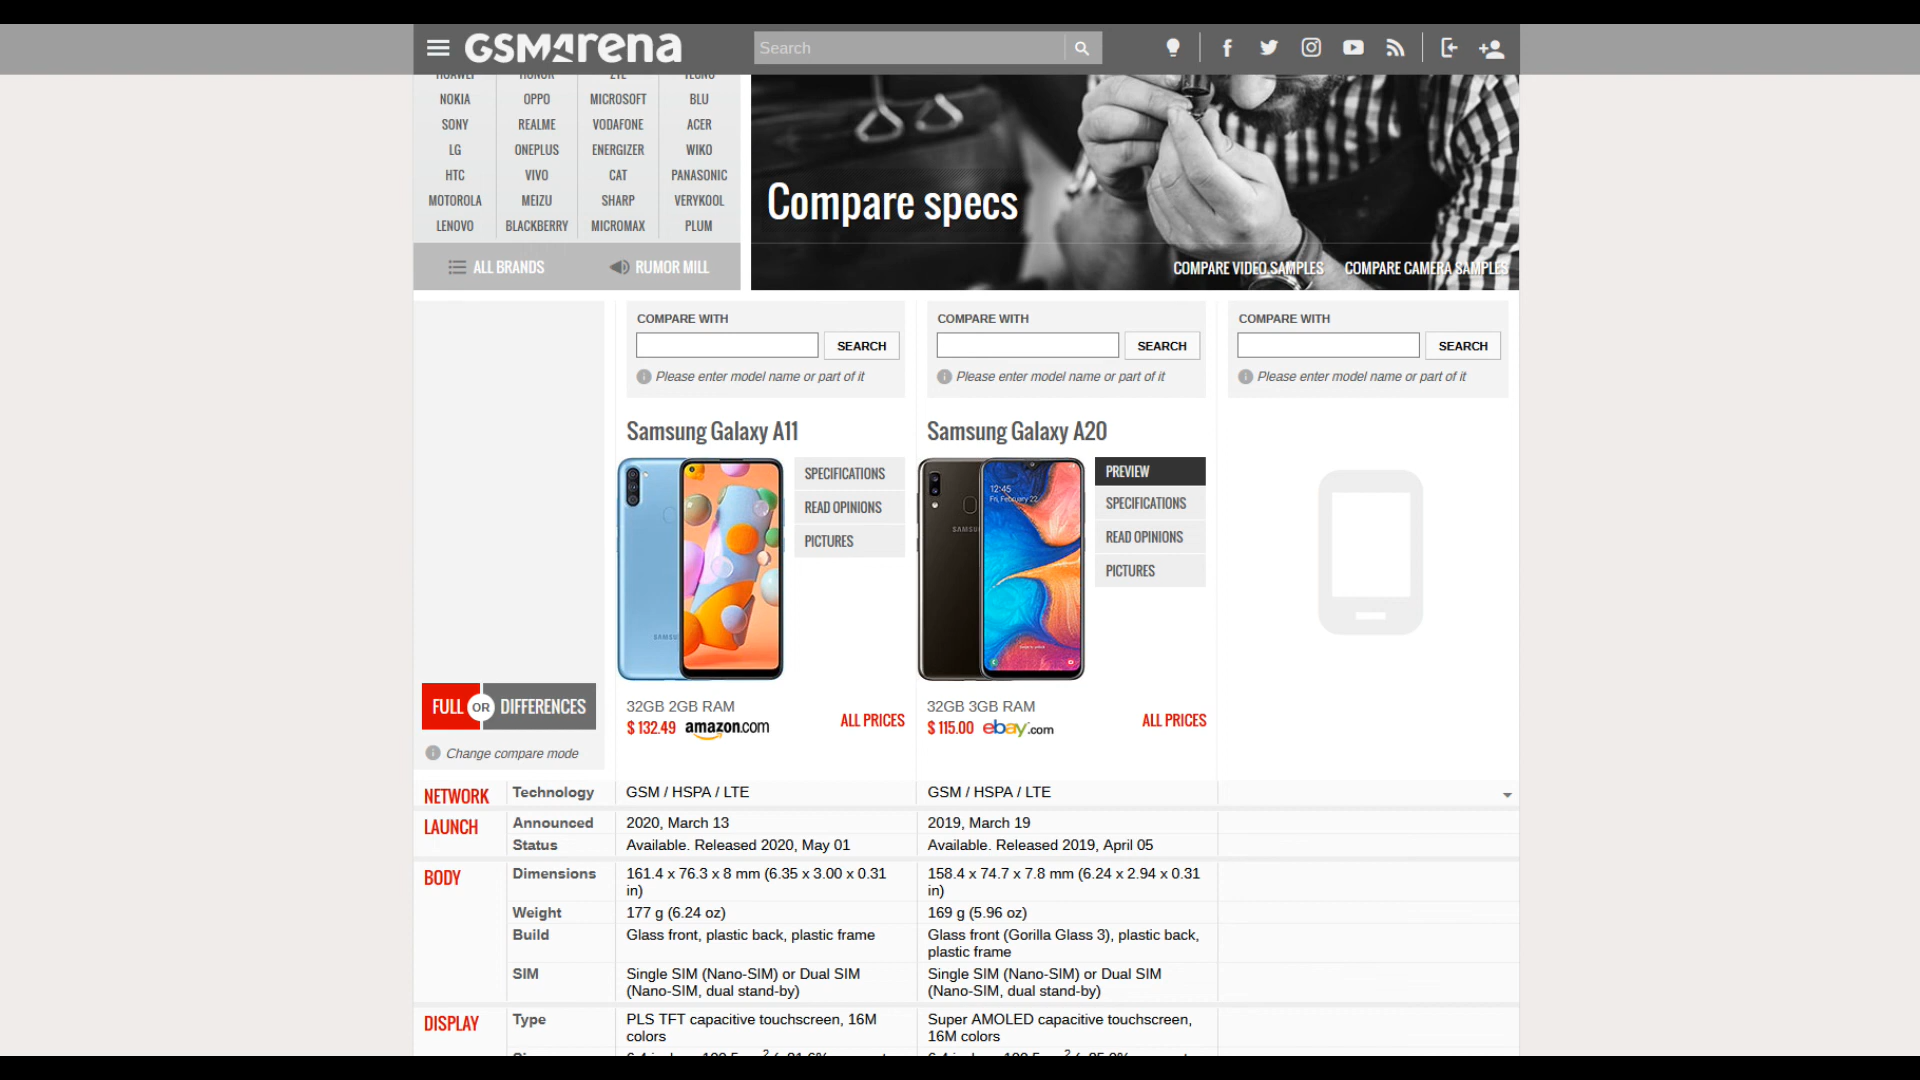 GSMArena
Search
HUAWEI HONOR ZTE TECNO
NOKIA OPPO MICROSOFT BLU
SONY REALME VODAFONE ACER
LG ONEPLUS ENERGIZER WIKO
HTC VIVO CAT PANASONIC
MOTOROLA MEIZU SHARP VERYKOOL
LENOVO BLACKBERRY MICROMAX PLUM
ALL BRANDS RUMOR MILL
Compare specs
COMPARE VIDEO SAMPLES COMPARE CAMERA SAMPLES
COMPARE WITH COMPARE WITH COMPARE WITH
SEARCH SEARCH SEARCH
Please enter model name or part of it Please enter model name or part of it Please enter model name or part of it
Samsung Galaxy A11 Samsung Galaxy A20
SPECIFICATIONS
READ OPINIONS
PICTURES
SAMSU
PREVIEW
SPECIFICATIONS
READ OPINIONS
PICTURES
12:45
Fri, February 22
SAMSU
FULL OR DIFFERENCES
Change compare mode
32GB 2GB RAM 32GB 3GB RAM
$ 132.49 amazon.com ALL PRICES $ 115.00 ebay.com ALL PRICES
NETWORK Technology GSM / HSPA / LTE GSM / HSPA / LTE
LAUNCH Announced 2020, March 13 2019, March 19
Status Available. Released 2020, May 01 Available. Released 2019, April 05
BODY Dimensions 161.4 x 76.3 x 8 mm (6.35 x 3.00 x 0.31 158.4 x 74.7 x 7.8 mm (6.24 x 2.94 x 0.31
in) in)
Weight 177 g (6.24 oz) 169 g (5.96 oz)
Build Glass front, plastic back, plastic frame Glass front (Gorilla Glass 3), plastic back,
plastic frame
SIM Single SIM (Nano-SIM) or Dual SIM Single SIM (Nano-SIM) or Dual SIM
(Nano-SIM, dual stand-by) (Nano-SIM, dual stand-by)
DISPLAY Type PLS TFT capacitive touchscreen, 16M Super AMOLED capacitive touchscreen,
colors 16M colors